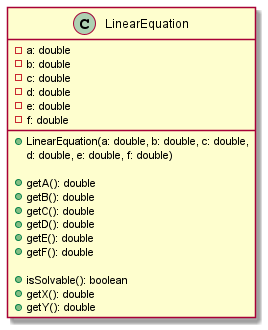 C LinearEquation
a: double
b: double
c: double
d: double
e: double
f: double
LinearEquation(a: double, b: double, c: double,
d: double, e: double, f: double)
getA(): double
getB(): double
getC(): double
getD(): double
getE(): double
getF(): double
isSolvable(): boolean
getX(): double
getY(): double